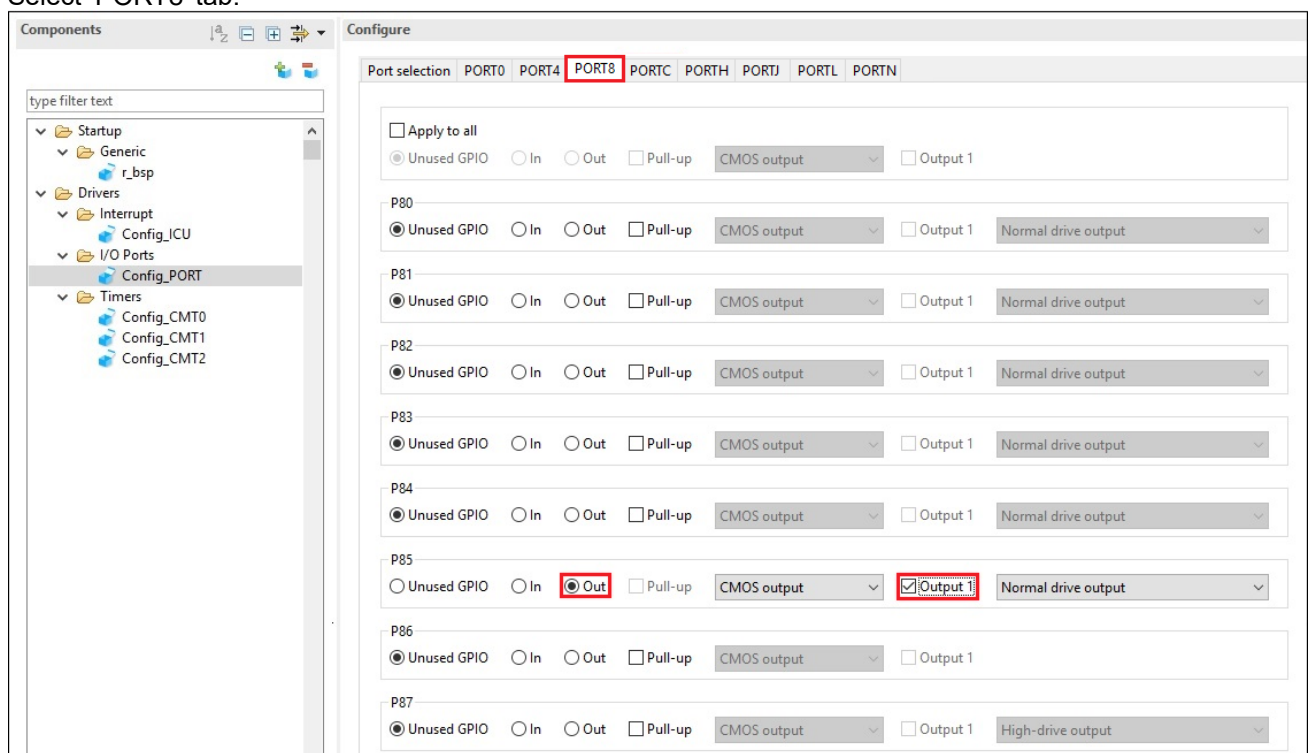 Select ‘PORT8’ tab.
Components
Configure
Port selection PORT0 PORT4 PORT8 PORTC PORTH PORTJ PORTL PORTN
type filter text
Startup
Generic
r_bsp
Drivers
Interrupt
Config_ICU
I/O Ports
Config_PORT
Timers
Config_CMT0
Config_CMT1
Config_CMT2
Apply to all
Unused GPIO In Out Pull-up CMOS output Output 1
P80
Unused GPIO In Out Pull-up CMOS output Output 1 Normal drive output
P81
Unused GPIO In Out Pull-up CMOS output Output 1 Normal drive output
P82
Unused GPIO In Out Pull-up CMOS output Output 1 Normal drive output
P83
Unused GPIO In Out Pull-up CMOS output Output 1 Normal drive output
P84
Unused GPIO In Out Pull-up CMOS output Output 1 Normal drive output
P85
Unused GPIO In Out Pull-up CMOS output Output 1 Normal drive output
P86
Unused GPIO In Out Pull-up CMOS output Output 1
P87
Unused GPIO In Out Pull-up CMOS output Output 1 High-drive output